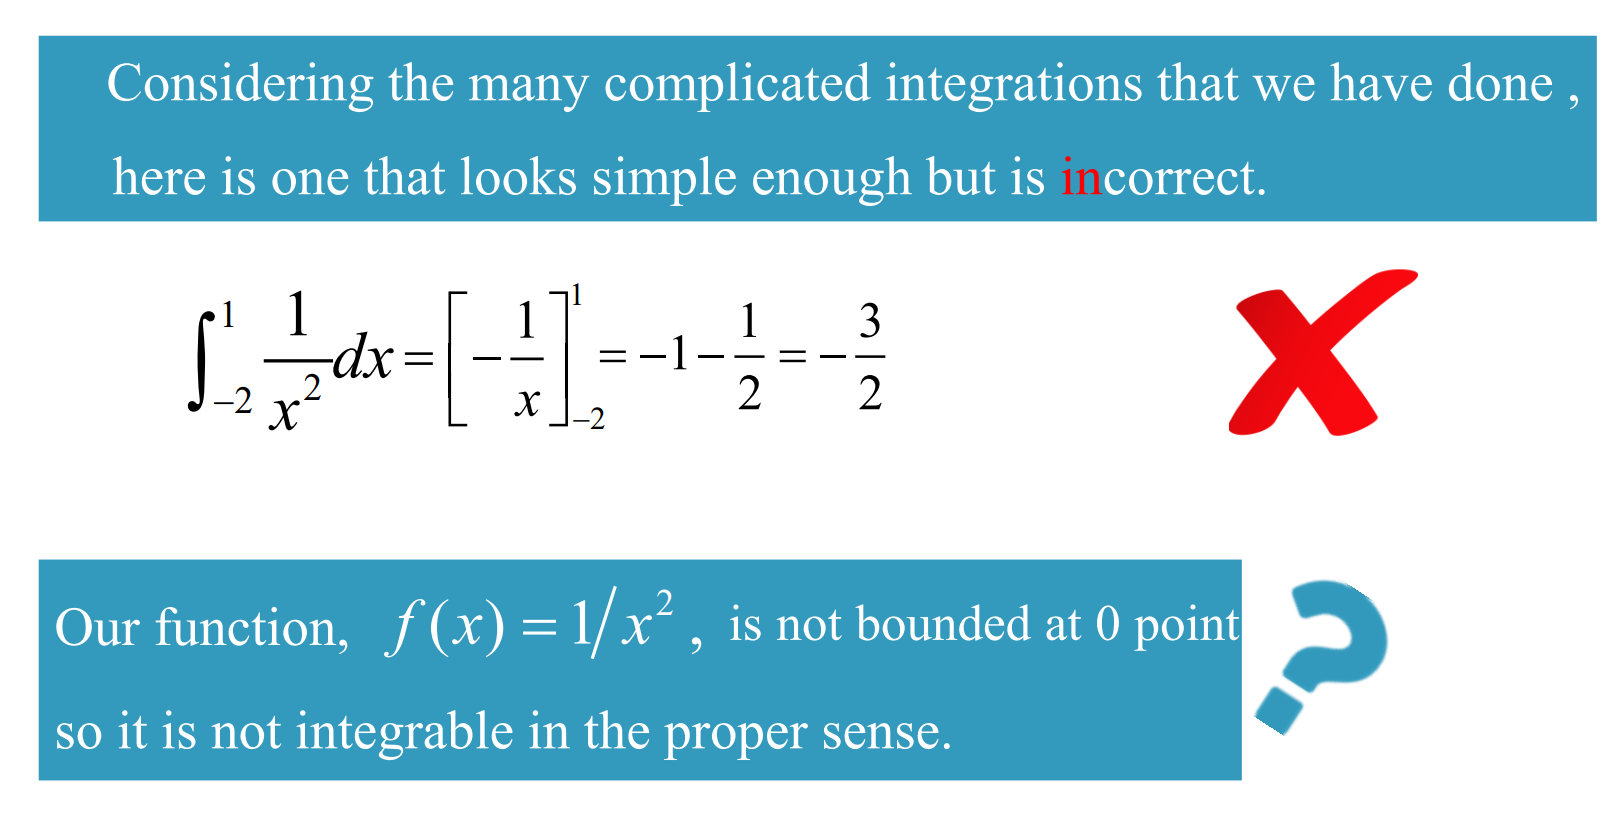 Considering the many complicated integrations that we have done ,
here is one that looks simple enough but is incorrect.
$\int_{-2}^{1} \frac{1}{x^2} dx = \left[ -\frac{1}{x} \right]_{-2}^{1} = -1 - \frac{1}{2} = -\frac{3}{2}$
Our function, $f(x) = 1/x^2$ , is not bounded at 0 point
so it is not integrable in the proper sense.